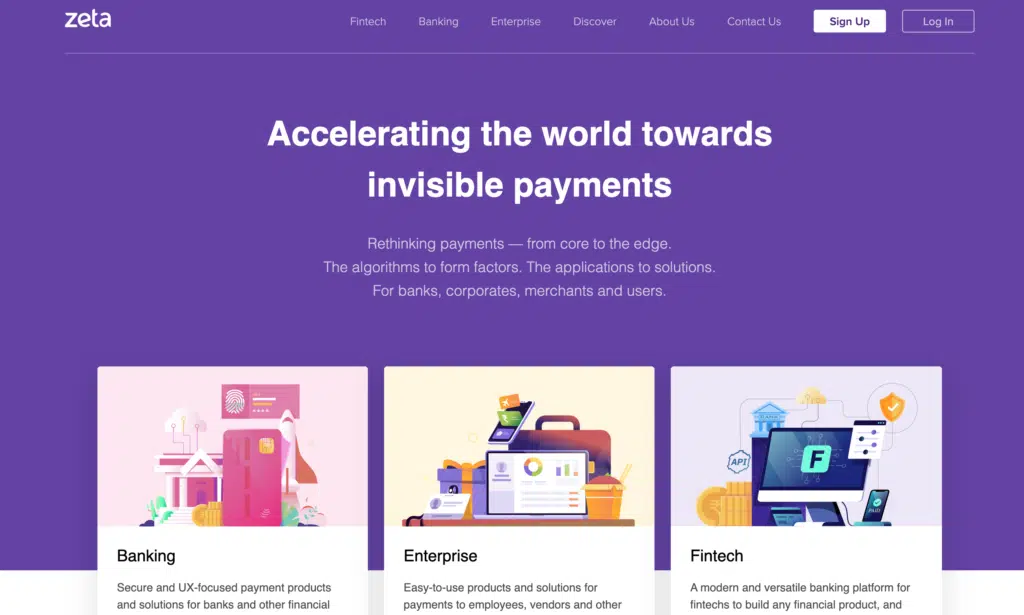 zeta
Fintech Banking Enterprise Discover About Us Contact Us Sign Up Log In
Accelerating the world towards
invisible payments
Rethinking payments — from core to the edge.
The algorithms to form factors. The applications to solutions.
For banks, corporates, merchants and users.
API
F
PAID
Banking
Secure and UX-focused payment products
and solutions for banks and other financial
Enterprise
Easy-to-use products and solutions for
payments to employees, vendors and other
Fintech
A modern and versatile banking platform for
fintechs to build any financial product, and